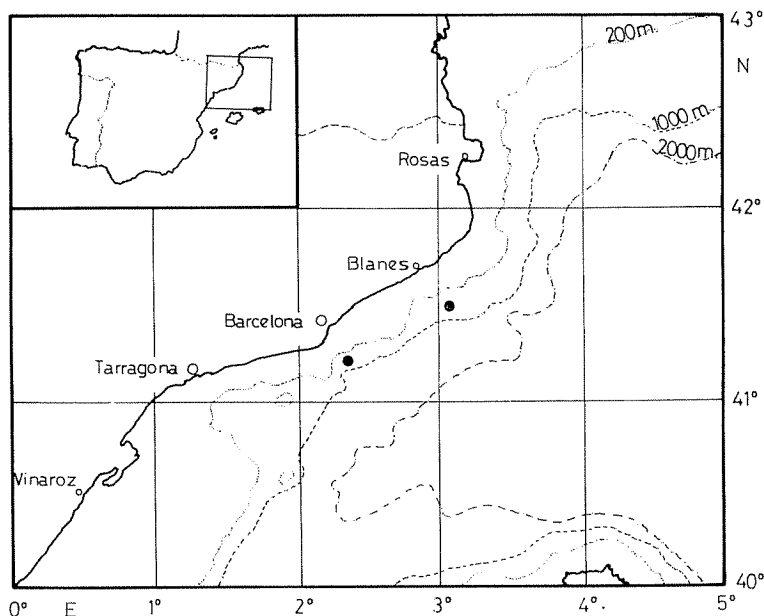 43°
200m.
N
1000 m.
2000m.
Rosas
42°
Blanes
Barcelona
Tarragona
41°
Vinaroz
40°
0° E 1° 2° 3° 4°. 5°